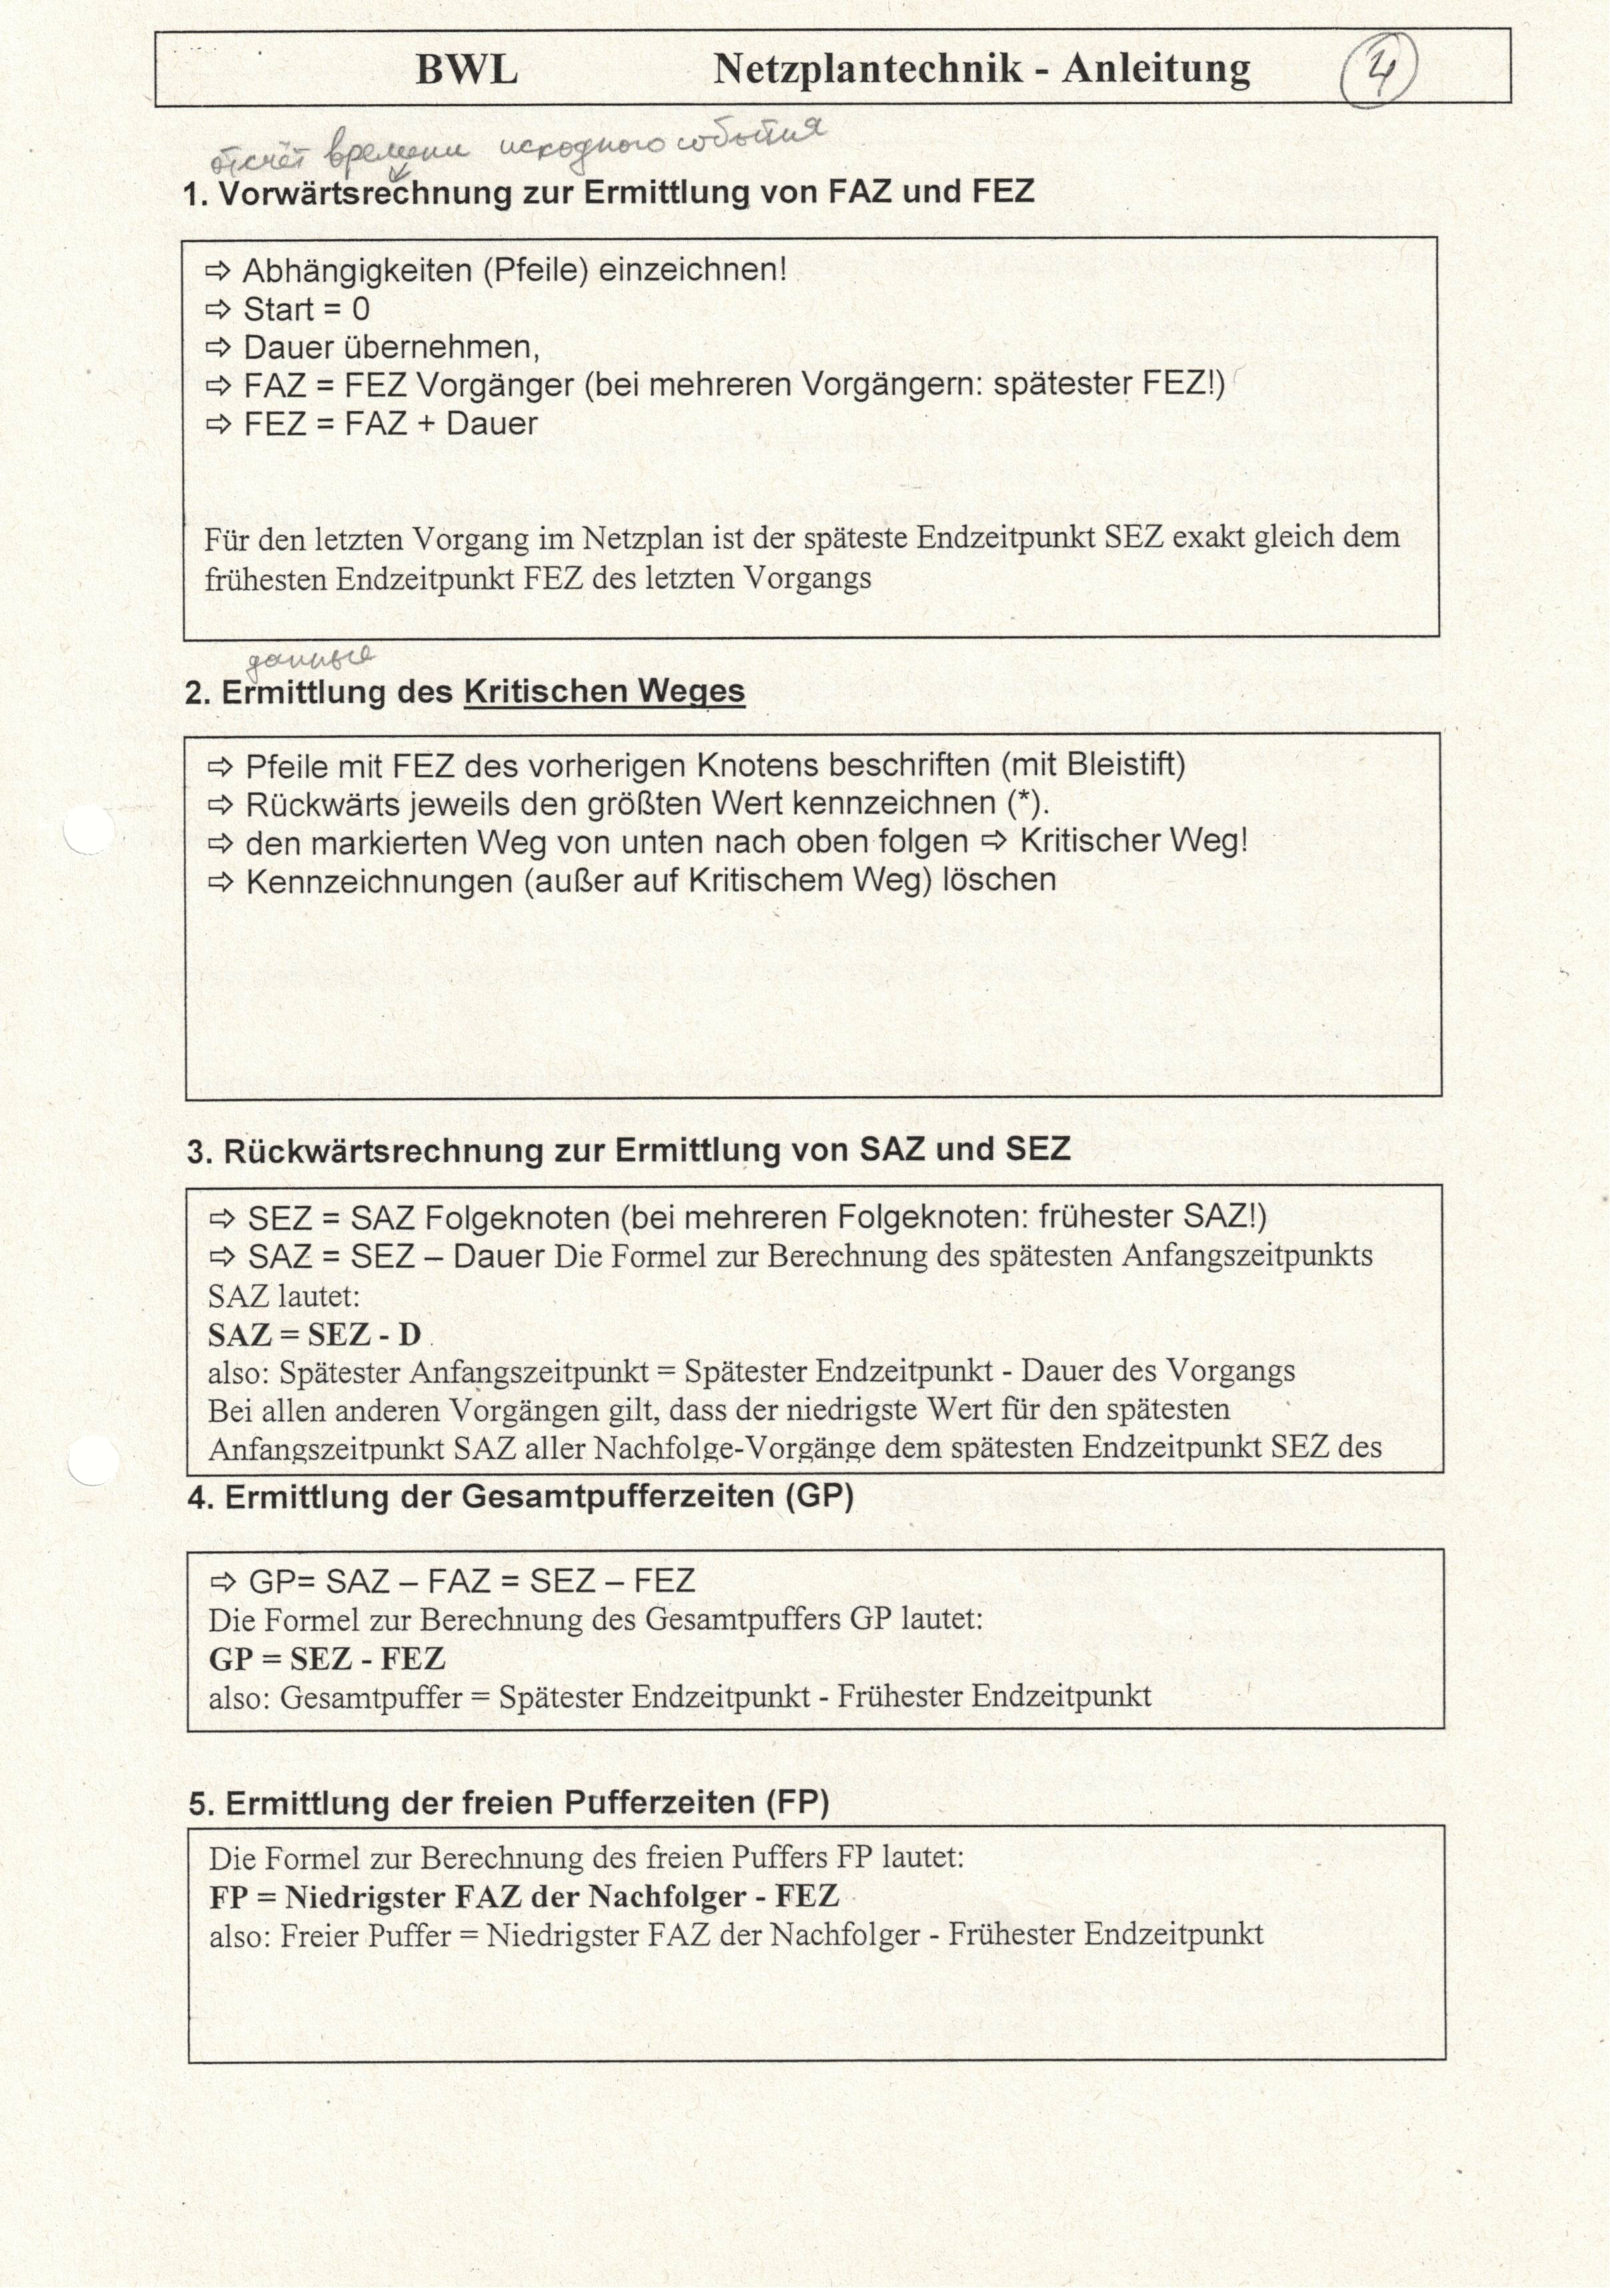 BWL Netzplantechnik - Anleitung 4
отсчёт времени исходного события
1. Vorwärtsrechnung zur Ermittlung von FAZ und FEZ
⇨ Abhängigkeiten (Pfeile) einzeichnen!
⇨ Start = 0
⇨ Dauer übernehmen,
⇨ FAZ = FEZ Vorgänger (bei mehreren Vorgängern: spätester FEZ!)
⇨ FEZ = FAZ + Dauer
Für den letzten Vorgang im Netzplan ist der späteste Endzeitpunkt SEZ exakt gleich dem
frühesten Endzeitpunkt FEZ des letzten Vorgangs
данные
2. Ermittlung des Kritischen Weges
⇨ Pfeile mit FEZ des vorherigen Knotens beschriften (mit Bleistift)
⇨ Rückwärts jeweils den größten Wert kennzeichnen (*).
⇨ den markierten Weg von unten nach oben folgen ⇨ Kritischer Weg!
⇨ Kennzeichnungen (außer auf Kritischem Weg) löschen
3. Rückwärtsrechnung zur Ermittlung von SAZ und SEZ
⇨ SEZ = SAZ Folgeknoten (bei mehreren Folgeknoten: frühester SAZ!)
⇨ SAZ = SEZ – Dauer Die Formel zur Berechnung des spätesten Anfangszeitpunkts
SAZ lautet:
SAZ = SEZ - D
also: Spätester Anfangszeitpunkt = Spätester Endzeitpunkt - Dauer des Vorgangs
Bei allen anderen Vorgängen gilt, dass der niedrigste Wert für den spätesten
Anfangszeitpunkt SAZ aller Nachfolge-Vorgänge dem spätesten Endzeitpunkt SEZ des
4. Ermittlung der Gesamtpufferzeiten (GP)
⇨ GP= SAZ – FAZ = SEZ – FEZ
Die Formel zur Berechnung des Gesamtpuffers GP lautet:
GP = SEZ - FEZ
also: Gesamtpuffer = Spätester Endzeitpunkt - Frühester Endzeitpunkt
5. Ermittlung der freien Pufferzeiten (FP)
Die Formel zur Berechnung des freien Puffers FP lautet:
FP = Niedrigster FAZ der Nachfolger - FEZ
also: Freier Puffer = Niedrigster FAZ der Nachfolger - Frühester Endzeitpunkt